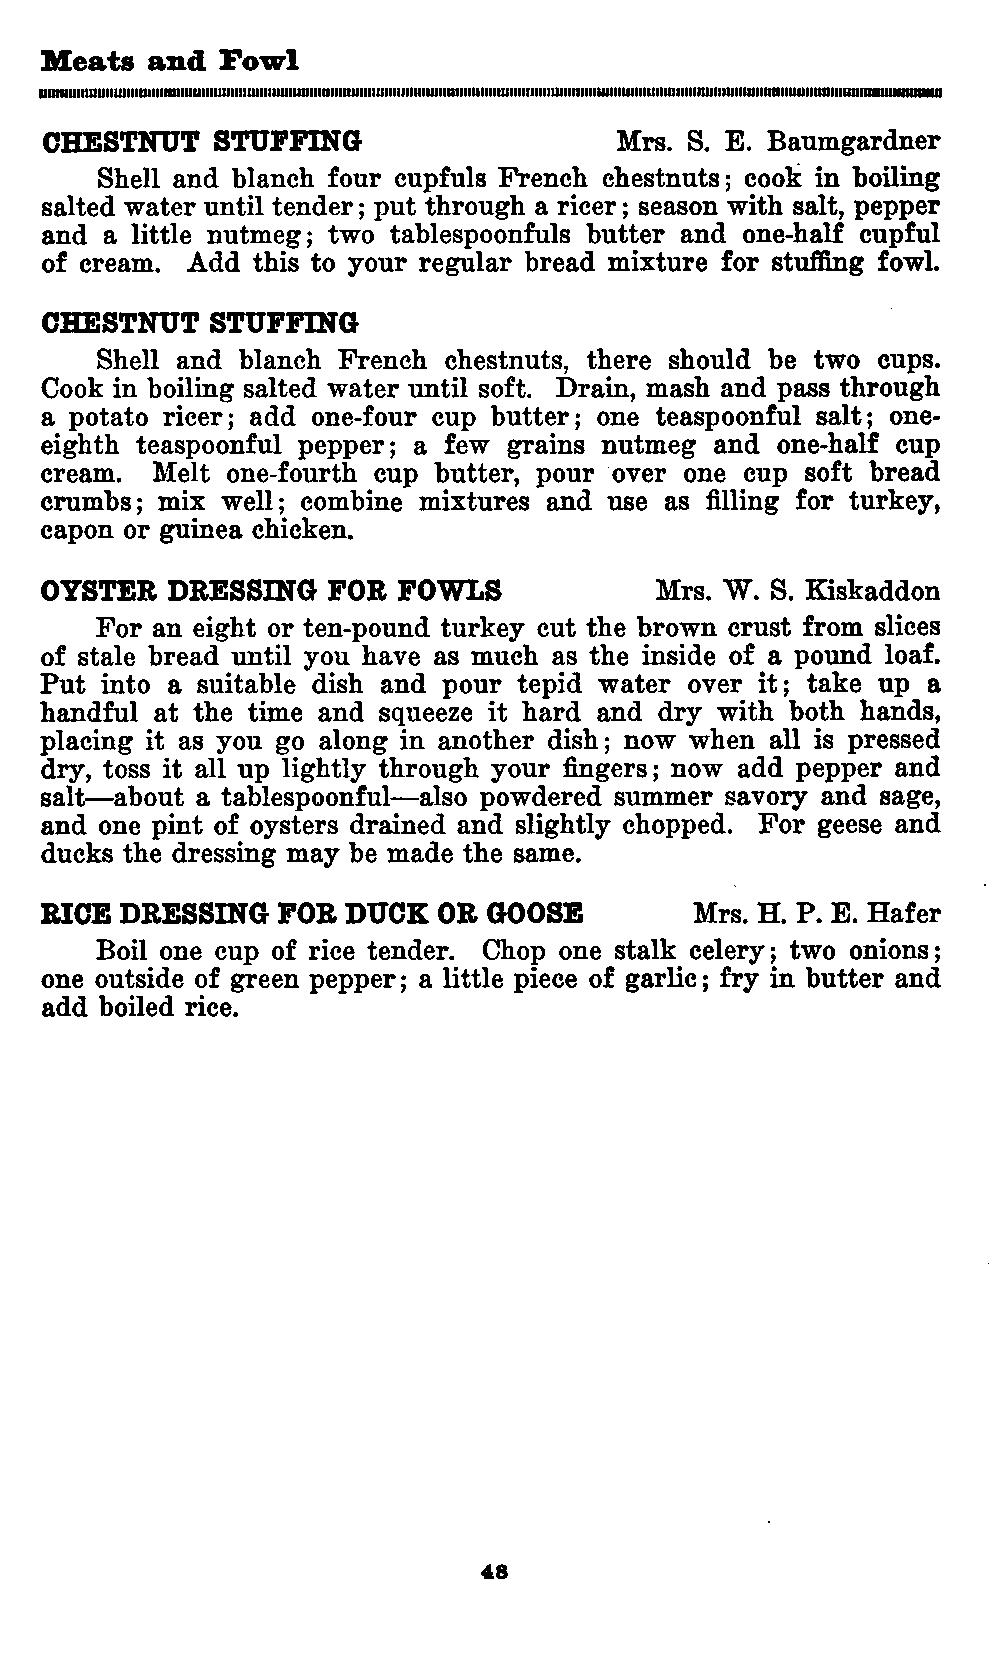 Meats and Fowl
CHESTNUT STUFFING Mrs. S. E. Baumgardner
Shell and blanch four cupfuls French chestnuts; cook in boiling
salted water until tender; put through a ricer; season with salt, pepper
and a little nutmeg; two tablespoonfuls butter and one-half cupful
of cream. Add this to your regular bread mixture for stuffing fowl.
CHESTNUT STUFFING
Shell and blanch French chestnuts, there should be two cups.
Cook in boiling salted water until soft. Drain, mash and pass through
a potato ricer; add one-four cup butter; one teaspoonful salt; one-
eighth teaspoonful pepper; a few grains nutmeg and one-half cup
cream. Melt one-fourth cup butter, pour over one cup soft bread
crumbs; mix well; combine mixtures and use as filling for turkey,
capon or guinea chicken.
OYSTER DRESSING FOR FOWLS Mrs. W. S. Kiskaddon
For an eight or ten-pound turkey cut the brown crust from slices
of stale bread until you have as much as the inside of a pound loaf.
Put into a suitable dish and pour tepid water over it; take up a
handful at the time and squeeze it hard and dry with both hands,
placing it as you go along in another dish; now when all is pressed
dry, toss it all up lightly through your fingers; now add pepper and
salt—about a tablespoonful—also powdered summer savory and sage,
and one pint of oysters drained and slightly chopped. For geese and
ducks the dressing may be made the same.
RICE DRESSING FOR DUCK OR GOOSE Mrs. H. P. E. Hafer
Boil one cup of rice tender. Chop one stalk celery; two onions;
one outside of green pepper; a little piece of garlic; fry in butter and
add boiled rice.
48